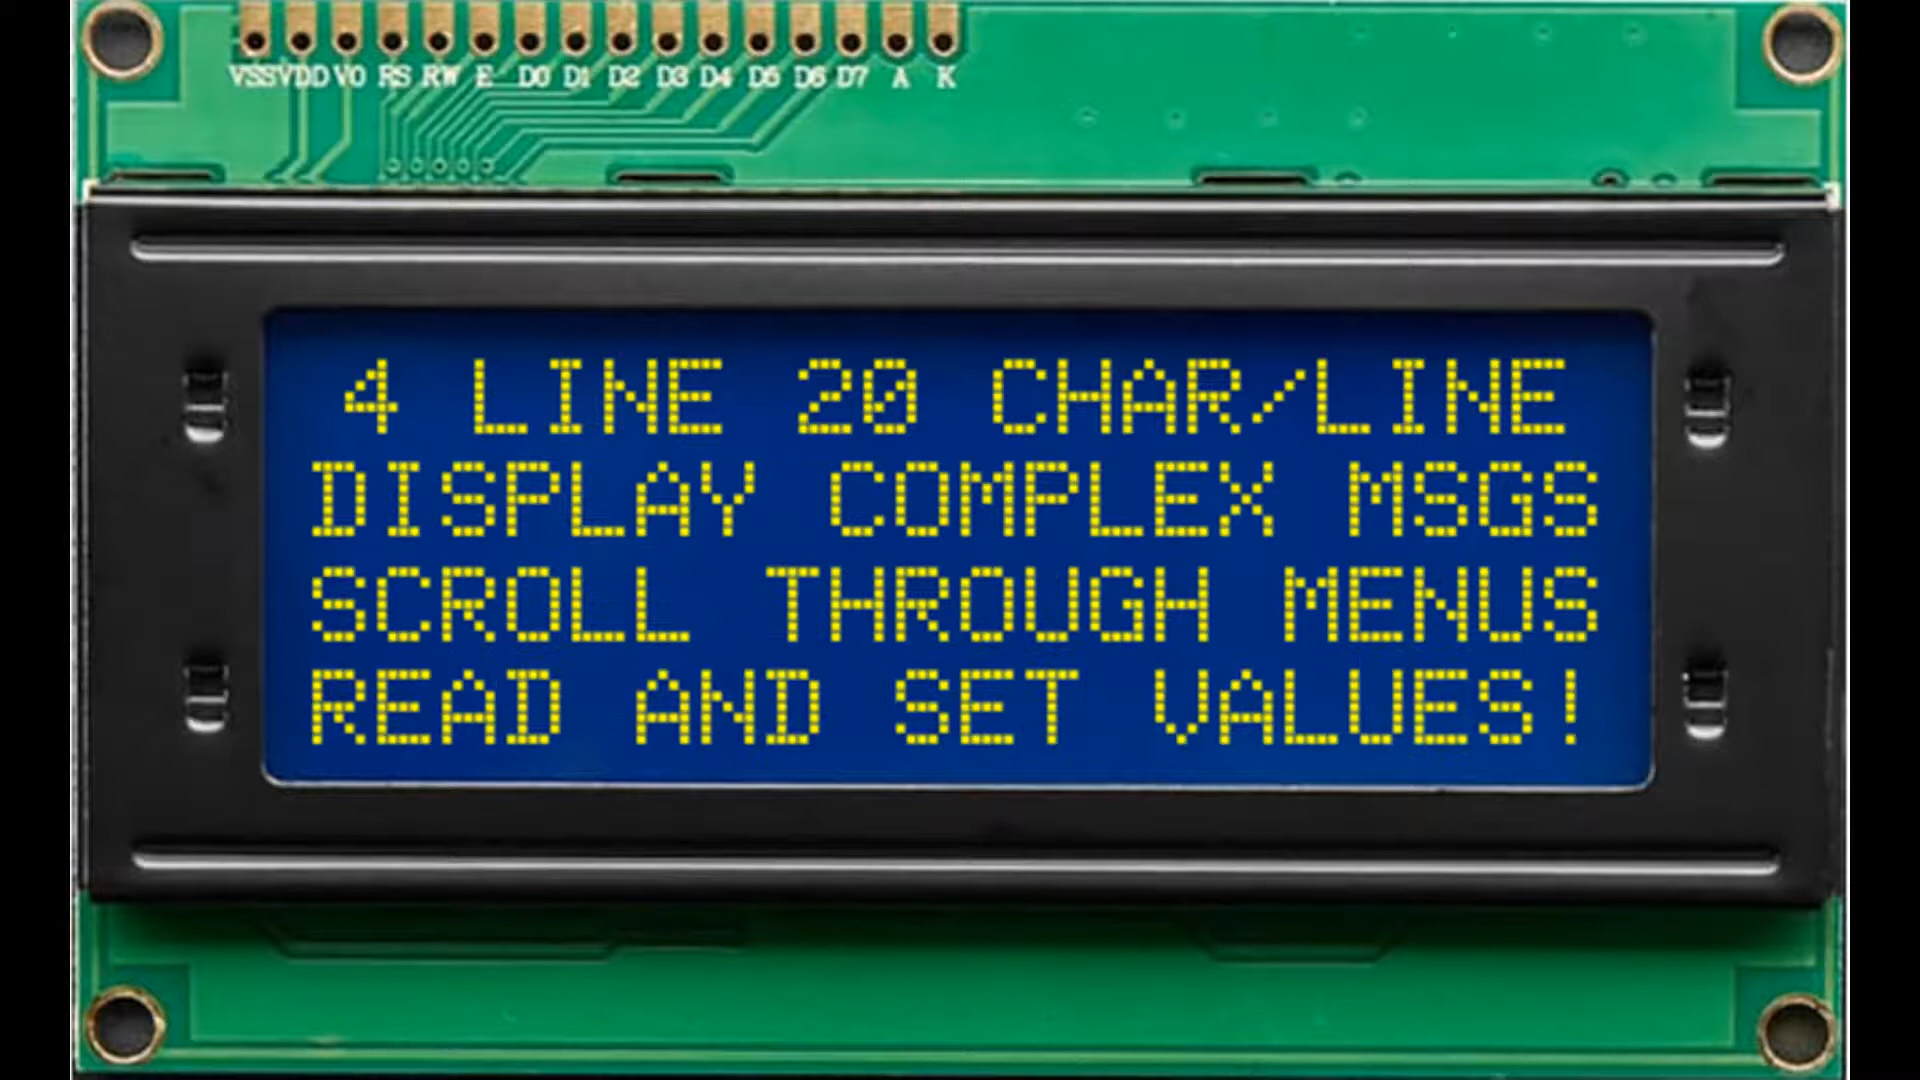 VSS VDD V0 RS RW E D0 D1 D2 D3 D4 D5 D6 D7 A K
4 LINE 20 CHAR/LINE
DISPLAY COMPLEX MSGS
SCROLL THROUGH MENUS
READ AND SET VALUES!